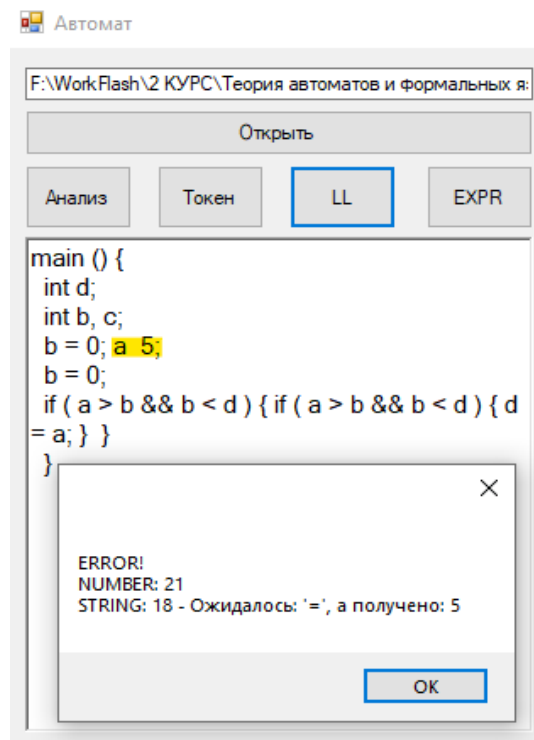 Автомат
F:\WorkFlash\2 КУРС\Теория автоматов и формальных я
Открыть
Анализ Токен LL EXPR
main () {
int d;
int b, c;
b = 0; a  5;
b = 0;
if ( a > b && b < d ) { if ( a > b && b < d ) { d
= a; }  }
}
ERROR!
NUMBER: 21
STRING: 18 - Ожидалось: '=', а получено: 5
OK